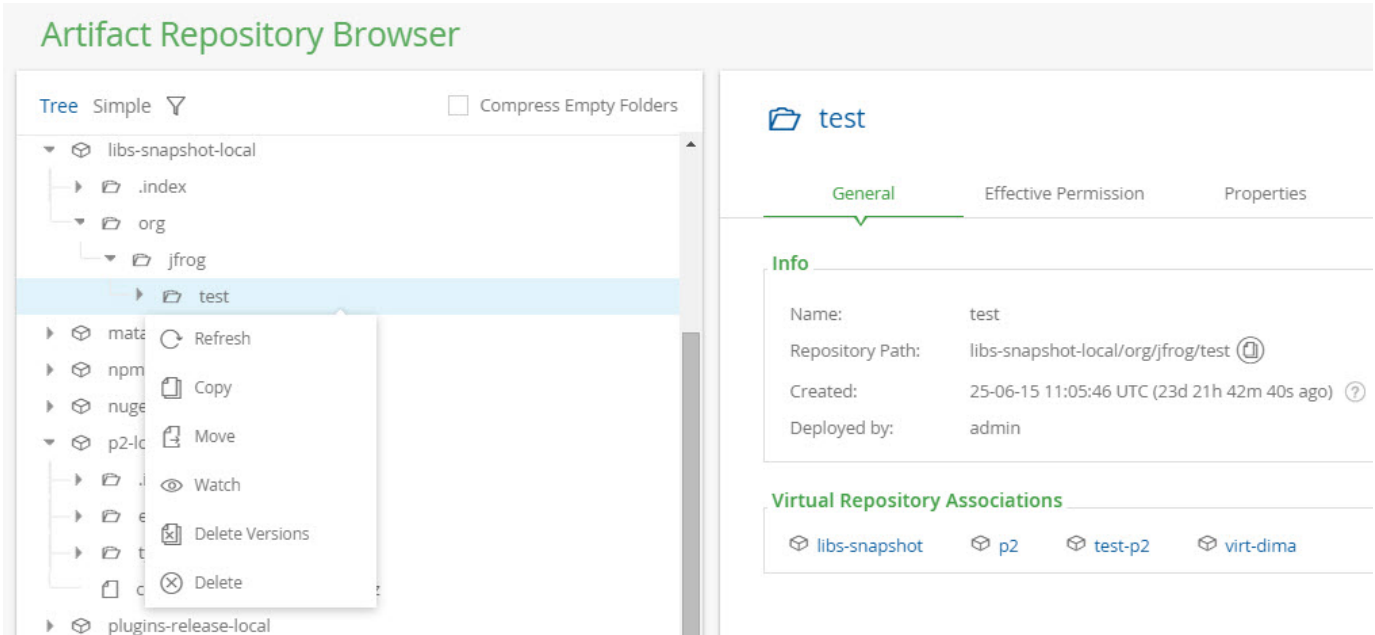 Artifact Repository Browser
Tree Simple
Compress Empty Folders
libs-snapshot-local
.index
org
jfrog
test
Refresh
Copy
Move
Watch
Delete Versions
Delete
plugins-release-local
test
General Effective Permission Properties
Info
Name: test
Repository Path: libs-snapshot-local/org/jfrog/test
Created: 25-06-15 11:05:46 UTC (23d 21h 42m 40s ago) ?
Deployed by: admin
Virtual Repository Associations
libs-snapshot p2 test-p2 virt-dima